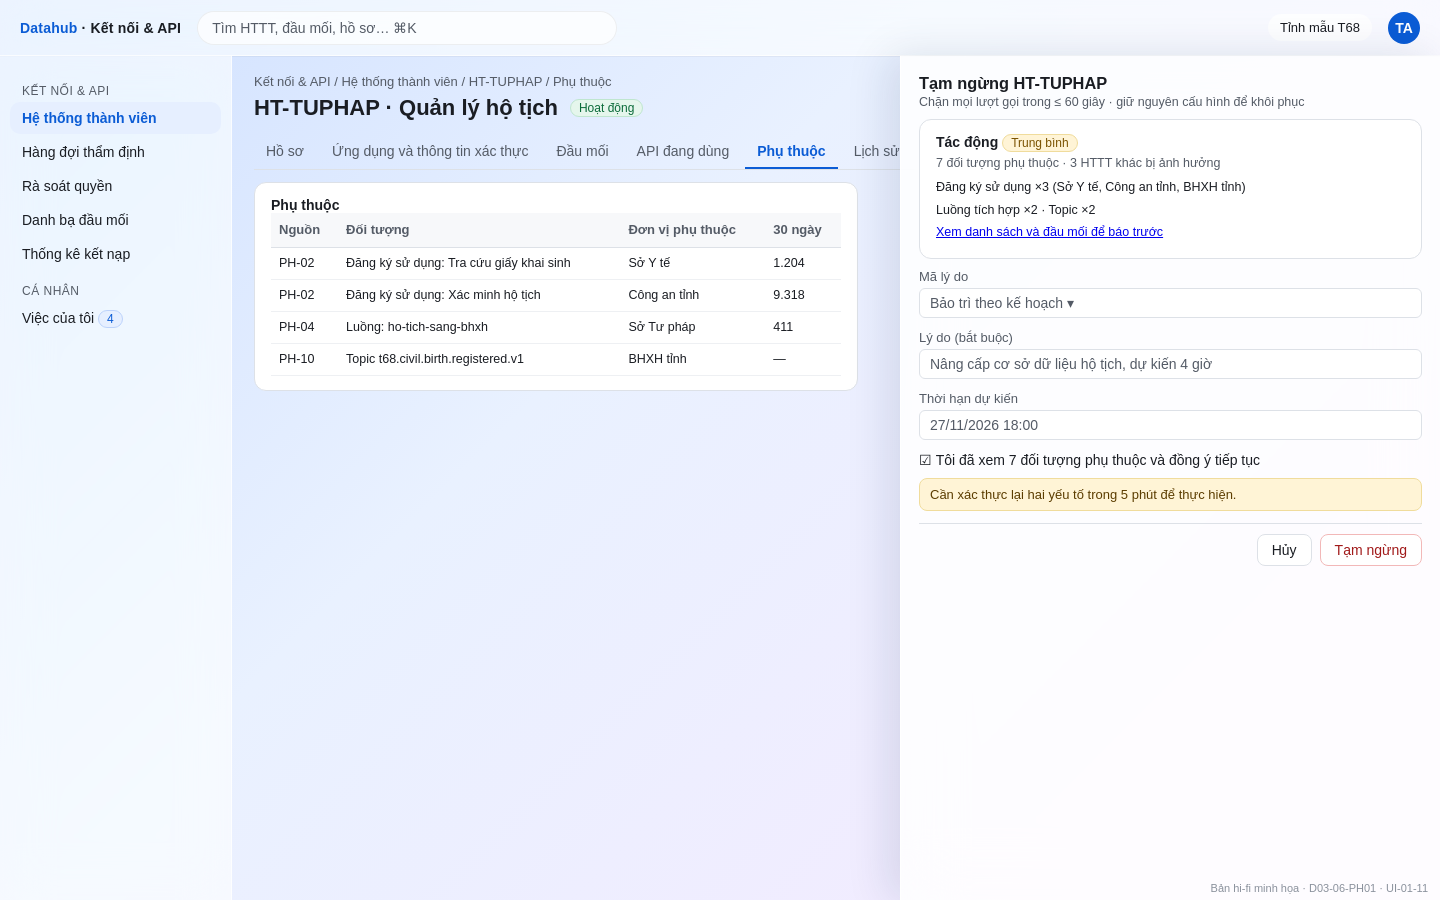 Datahub · Kết nối & API
Tìm HTTT, đầu mối, hồ sơ… ⌘K
Tỉnh mẫu T68
TA
KẾT NỐI & API
Hệ thống thành viên
Hàng đợi thẩm định
Rà soát quyền
Danh bạ đầu mối
Thống kê kết nạp
CÁ NHÂN
Việc của tôi 4
Kết nối & API / Hệ thống thành viên / HT-TUPHAP / Phụ thuộc
HT-TUPHAP · Quản lý hộ tịch Hoạt động
Hồ sơ Ứng dụng và thông tin xác thực Đầu mối API đang dùng Phụ thuộc Lịch sử
Phụ thuộc
Nguồn Đối tượng Đơn vị phụ thuộc 30 ngày
PH-02 Đăng ký sử dụng: Tra cứu giấy khai sinh Sở Y tế 1.204
PH-02 Đăng ký sử dụng: Xác minh hộ tịch Công an tỉnh 9.318
PH-04 Luồng: ho-tich-sang-bhxh Sở Tư pháp 411
PH-10 Topic t68.civil.birth.registered.v1 BHXH tỉnh —
Tạm ngừng HT-TUPHAP
Chặn mọi lượt gọi trong ≤ 60 giây · giữ nguyên cấu hình để khôi phục
Tác động Trung bình
7 đối tượng phụ thuộc · 3 HTTT khác bị ảnh hưởng
Đăng ký sử dụng ×3 (Sở Y tế, Công an tỉnh, BHXH tỉnh)
Luồng tích hợp ×2 · Topic ×2
Xem danh sách và đầu mối để báo trước
Mã lý do
Bảo trì theo kế hoạch ▾
Lý do (bắt buộc)
Nâng cấp cơ sở dữ liệu hộ tịch, dự kiến 4 giờ
Thời hạn dự kiến
27/11/2026 18:00
☑ Tôi đã xem 7 đối tượng phụ thuộc và đồng ý tiếp tục
Cần xác thực lại hai yếu tố trong 5 phút để thực hiện.
Hủy Tạm ngừng
Bản hi-fi minh họa · D03-06-PH01 · UI-01-11